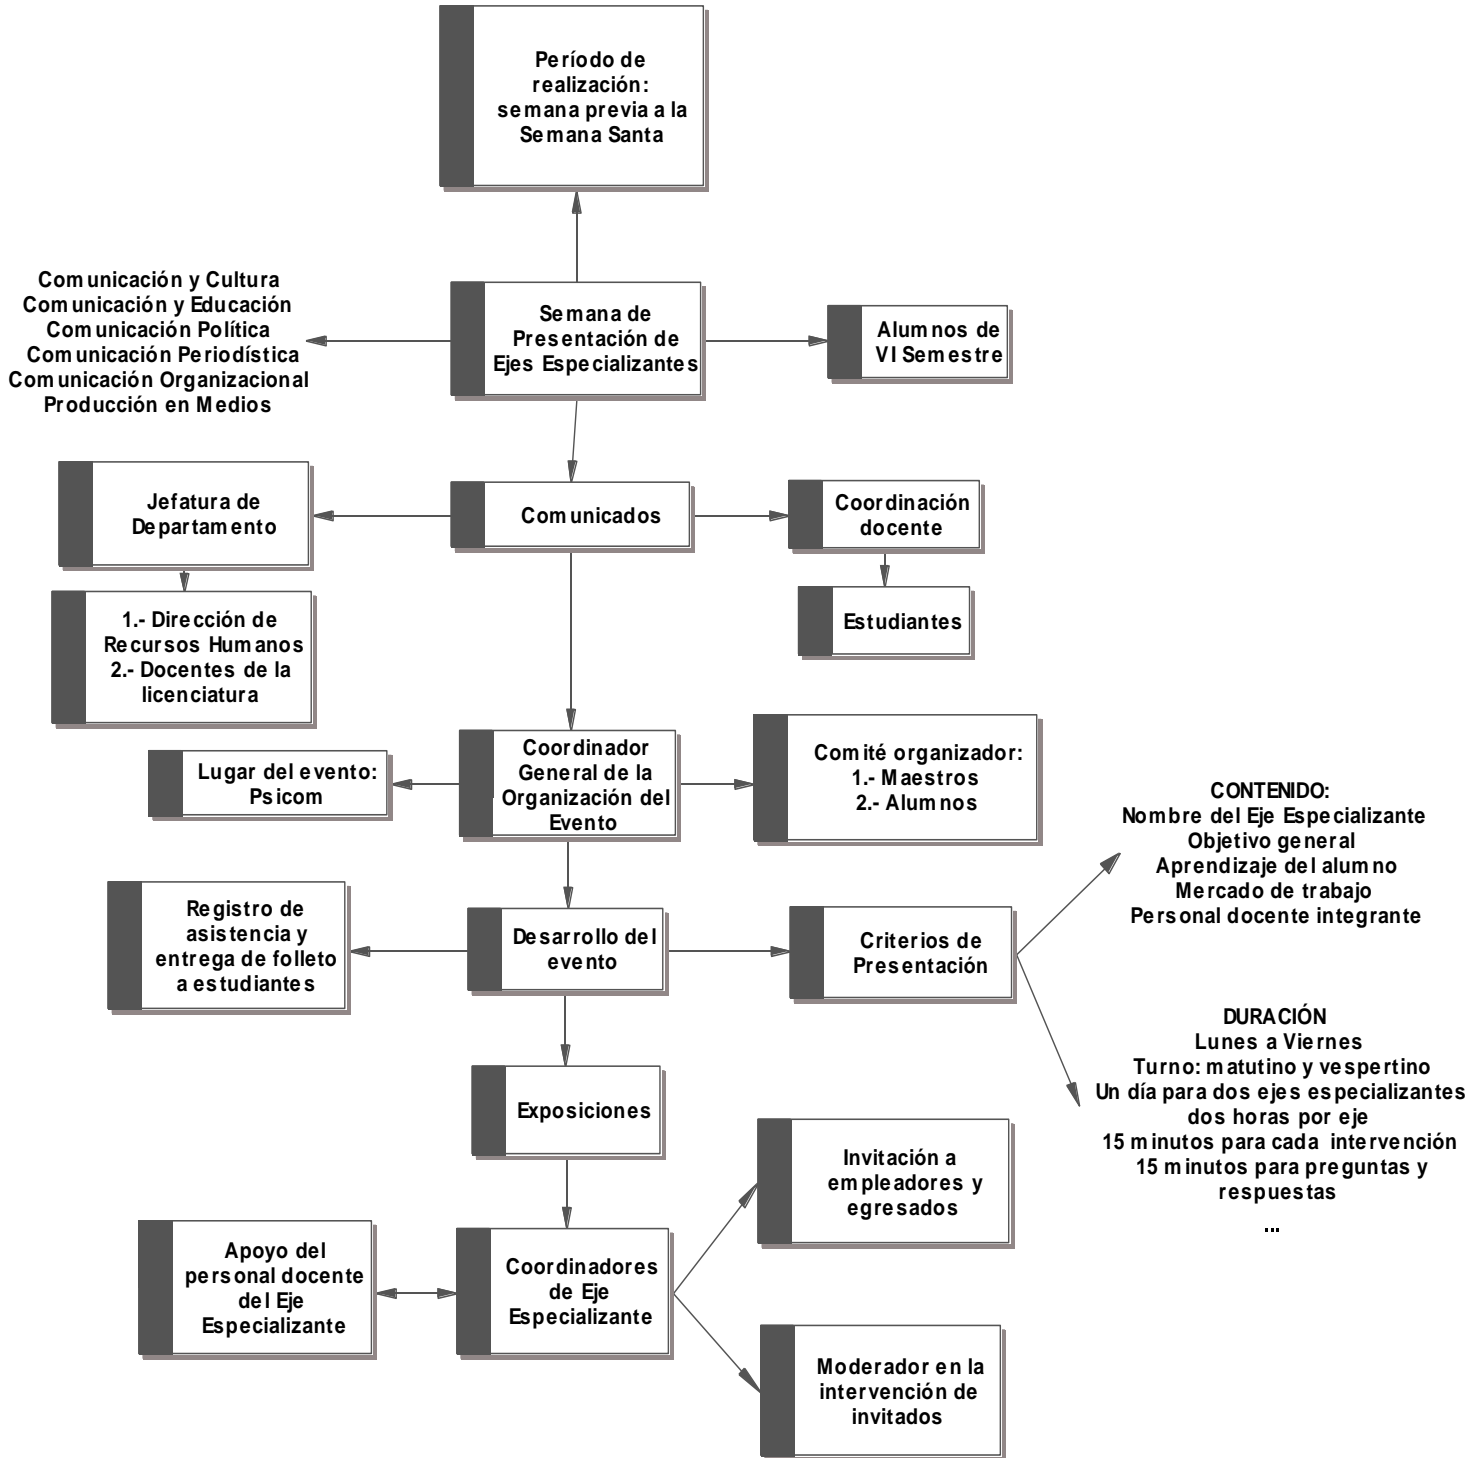 Período de
realización:
semana previa a la
Semana Santa
Comunicación y Cultura
Comunicación y Educación
Comunicación Política
Comunicación Periodística
Comunicación Organizacional
Producción en Medios
Semana de
Presentación de
Ejes Especializantes
Alumnos de
VI Semestre
Jefatura de
Departamento
Comunicados
Coordinación
docente
1.- Dirección de
Recursos Humanos
2.- Docentes de la
licenciatura
Estudiantes
Lugar del evento:
Psicom
Coordinador
General de la
Organización del
Evento
Comité organizador:
1.- Maestros
2.- Alumnos
CONTENIDO:
Nombre del Eje Especializante
Objetivo general
Aprendizaje del alumno
Mercado de trabajo
Personal docente integrante
Registro de
asistencia y
entrega de folleto
a estudiantes
Desarrollo del
evento
Criterios de
Presentación
DURACIÓN
Lunes a Viernes
Turno: matutino y vespertino
Un día para dos ejes especializantes
dos horas por eje
15 minutos para cada intervención
15 minutos para preguntas y
respuestas
...
Exposiciones
Invitación a
empleadores y
egresados
Apoyo del
personal docente
del Eje
Especializante
Coordinadores
de Eje
Especializante
Moderador en la
intervención de
invitados